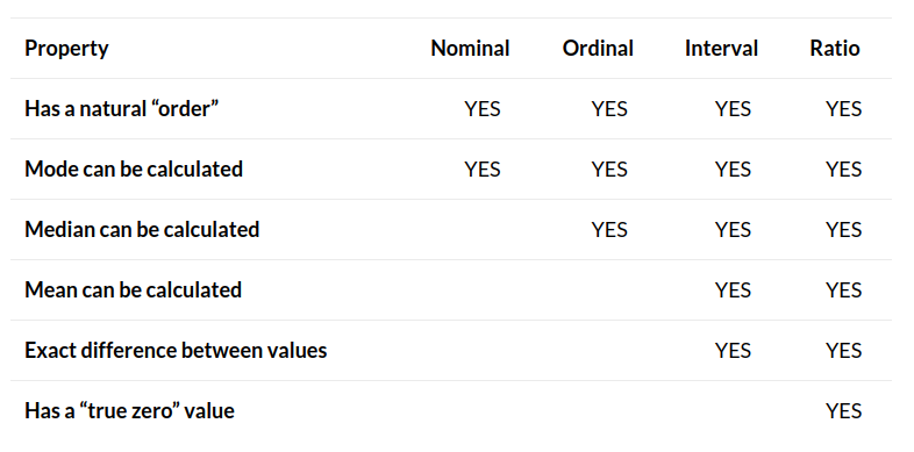 Property Nominal Ordinal Interval Ratio
Has a natural “order” YES YES YES YES
Mode can be calculated YES YES YES YES
Median can be calculated YES YES YES
Mean can be calculated YES YES
Exact difference between values YES YES
Has a “true zero” value YES